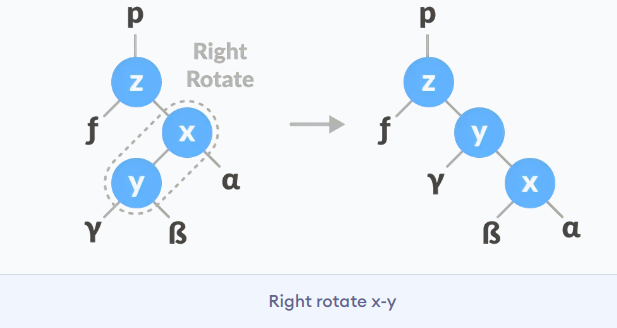 p p
z Right z
Rotate
ƒ x ƒ y
y α γ x
γ ß ß α
Right rotate x-y